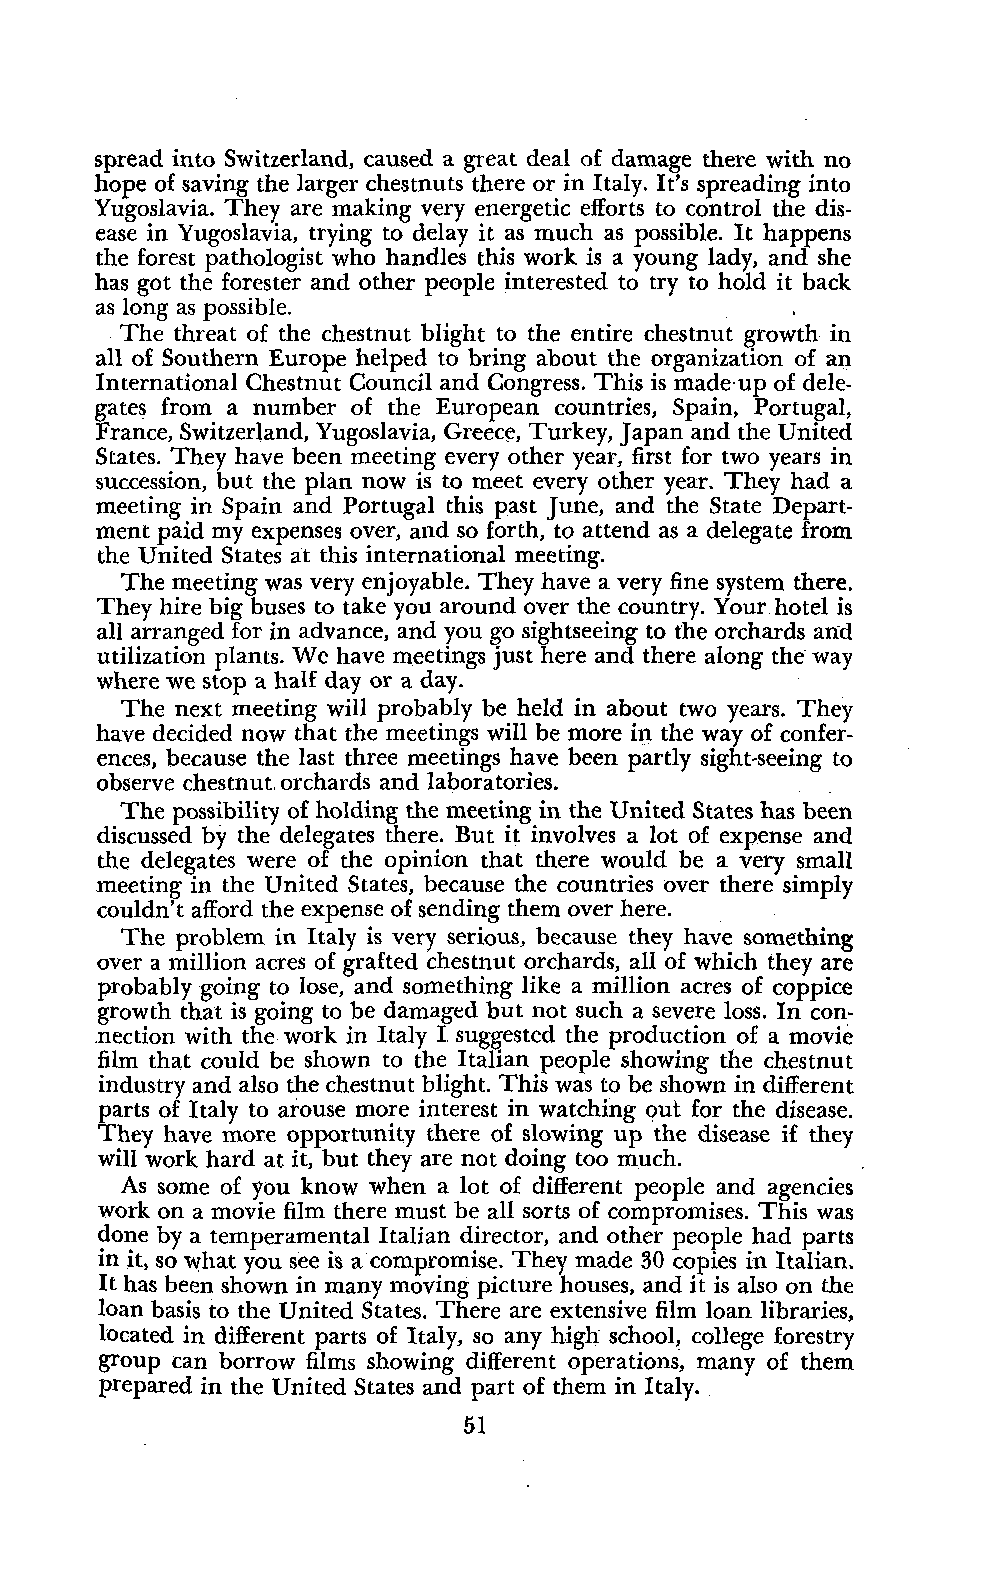 spread into Switzerland, caused a great deal of damage there with no
hope of saving the larger chestnuts there or in Italy. It's spreading into
Yugoslavia. They are making very energetic efforts to control the dis-
ease in Yugoslavia, trying to delay it as much as possible. It happens
the forest pathologist who handles this work is a young lady, and she
has got the forester and other people interested to try to hold it back
as long as possible.
The threat of the chestnut blight to the entire chestnut growth in
all of Southern Europe helped to bring about the organization of an
International Chestnut Council and Congress. This is made up of dele-
gates from a number of the European countries, Spain, Portugal,
France, Switzerland, Yugoslavia, Greece, Turkey, Japan and the United
States. They have been meeting every other year, first for two years in
succession, but the plan now is to meet every other year. They had a
meeting in Spain and Portugal this past June, and the State Depart-
ment paid my expenses over, and so forth, to attend as a delegate from
the United States at this international meeting.
The meeting was very enjoyable. They have a very fine system there.
They hire big buses to take you around over the country. Your hotel is
all arranged for in advance, and you go sightseeing to the orchards and
utilization plants. We have meetings just here and there along the way
where we stop a half day or a day.
The next meeting will probably be held in about two years. They
have decided now that the meetings will be more in the way of confer-
ences, because the last three meetings have been partly sight-seeing to
observe chestnut orchards and laboratories.
The possibility of holding the meeting in the United States has been
discussed by the delegates there. But it involves a lot of expense and
the delegates were of the opinion that there would be a very small
meeting in the United States, because the countries over there simply
couldn't afford the expense of sending them over here.
The problem in Italy is very serious, because they have something
over a million acres of grafted chestnut orchards, all of which they are
probably going to lose, and something like a million acres of coppice
growth that is going to be damaged but not such a severe loss. In con-
nection with the work in Italy I suggested the production of a movie
film that could be shown to the Italian people showing the chestnut
industry and also the chestnut blight. This was to be shown in different
parts of Italy to arouse more interest in watching out for the disease.
They have more opportunity there of slowing up the disease if they
will work hard at it, but they are not doing too much.
As some of you know when a lot of different people and agencies
work on a movie film there must be all sorts of compromises. This was
done by a temperamental Italian director, and other people had parts
in it, so what you see is a compromise. They made 30 copies in Italian.
It has been shown in many moving picture houses, and it is also on the
loan basis to the United States. There are extensive film loan libraries,
located in different parts of Italy, so any high school, college forestry
group can borrow films showing different operations, many of them
prepared in the United States and part of them in Italy.
51